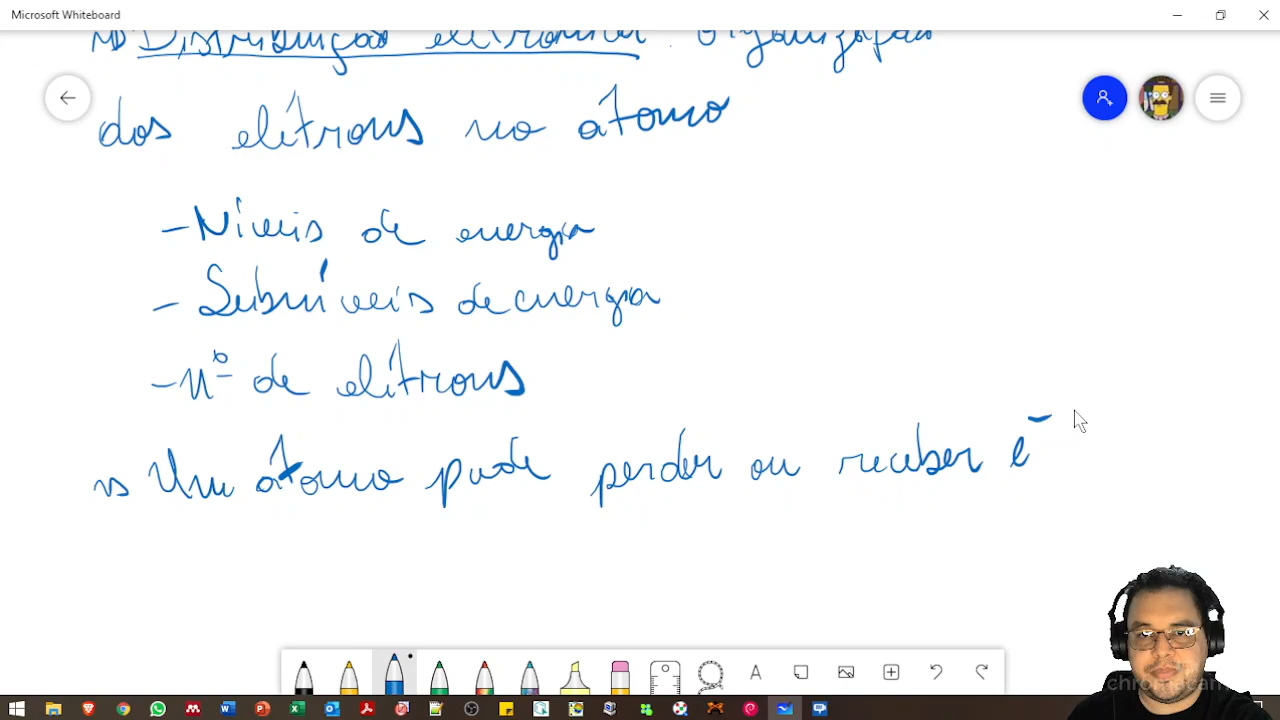 Microsoft Whiteboard
Distribuição eletrônica: organização
dos elétrons no átomo
- Níveis de energia
- Subníveis de energia
- nº de elétrons
Um átomo pode perder ou receber e⁻